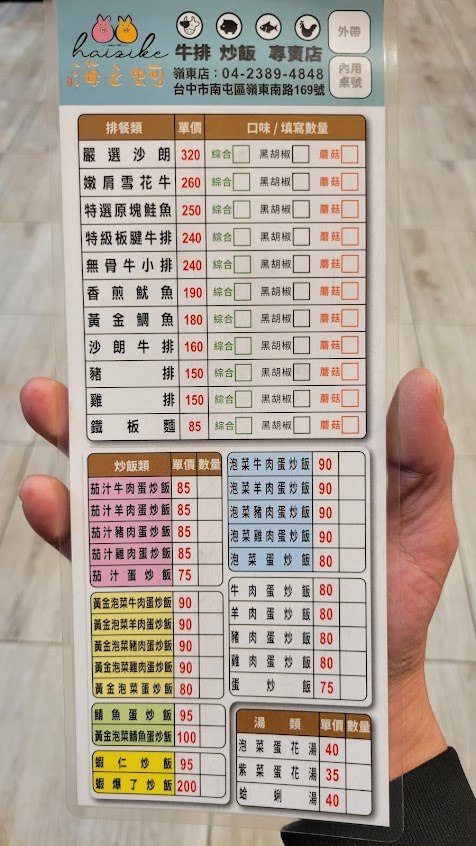 haizike
海之蚵
牛排 炒飯 專賣店
嶺東店：04-2389-4848
台中市南屯區嶺東南路169號
外帶
內用
桌號
排餐類 單價 口味 / 填寫數量
嚴選沙朗 320 綜合 黑胡椒 蘑菇
嫩肩雪花牛 260 綜合 黑胡椒 蘑菇
特選原塊鮭魚 250 綜合 黑胡椒 蘑菇
特級板腱牛排 240 綜合 黑胡椒 蘑菇
無骨牛小排 240 綜合 黑胡椒 蘑菇
香煎魷魚 190 綜合 黑胡椒 蘑菇
黃金鯛魚 180 綜合 黑胡椒 蘑菇
沙朗牛排 160 綜合 黑胡椒 蘑菇
豬排 150 綜合 黑胡椒 蘑菇
雞排 150 綜合 黑胡椒 蘑菇
鐵板麵 85 綜合 黑胡椒 蘑菇
炒飯類 單價 數量
茄汁牛肉蛋炒飯 85
茄汁羊肉蛋炒飯 85
茄汁豬肉蛋炒飯 85
茄汁雞肉蛋炒飯 85
茄汁蛋炒飯 75
黃金泡菜牛肉蛋炒飯 90
黃金泡菜羊肉蛋炒飯 90
黃金泡菜豬肉蛋炒飯 90
黃金泡菜雞肉蛋炒飯 90
黃金泡菜蛋炒飯 80
鯖魚蛋炒飯 95
黃金泡菜鯖魚蛋炒飯 100
蝦仁炒飯 95
蝦爆了炒飯 200
泡菜牛肉蛋炒飯 90
泡菜羊肉蛋炒飯 90
泡菜豬肉蛋炒飯 90
泡菜雞肉蛋炒飯 90
泡菜蛋炒飯 80
牛肉蛋炒飯 80
羊肉蛋炒飯 80
豬肉蛋炒飯 80
雞肉蛋炒飯 80
蛋炒飯 75
湯類 單價 數量
泡菜蛋花湯 40
紫菜蛋花湯 35
蛤蜊湯 40